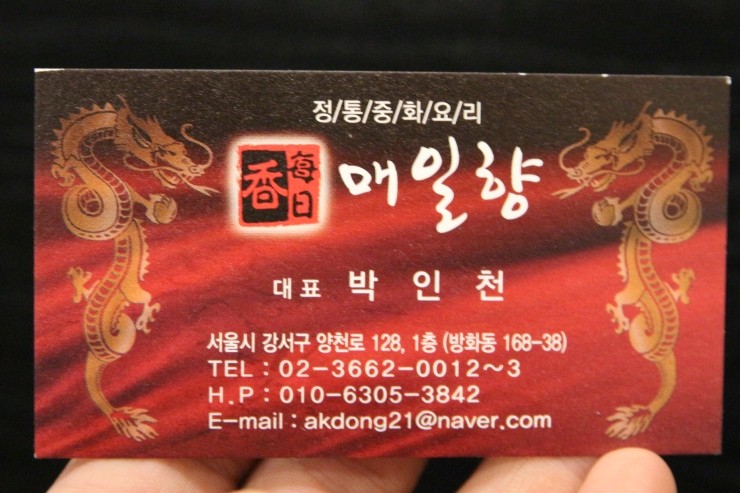 정/통/중/화/요/리
香 每日 매일향
대표 박 인 천
서울시 강서구 양천로 128, 1층 (방화동 168-38)
TEL : 02-3662-0012~3
H.P : 010-6305-3842
E-mail : akdong21@naver.com